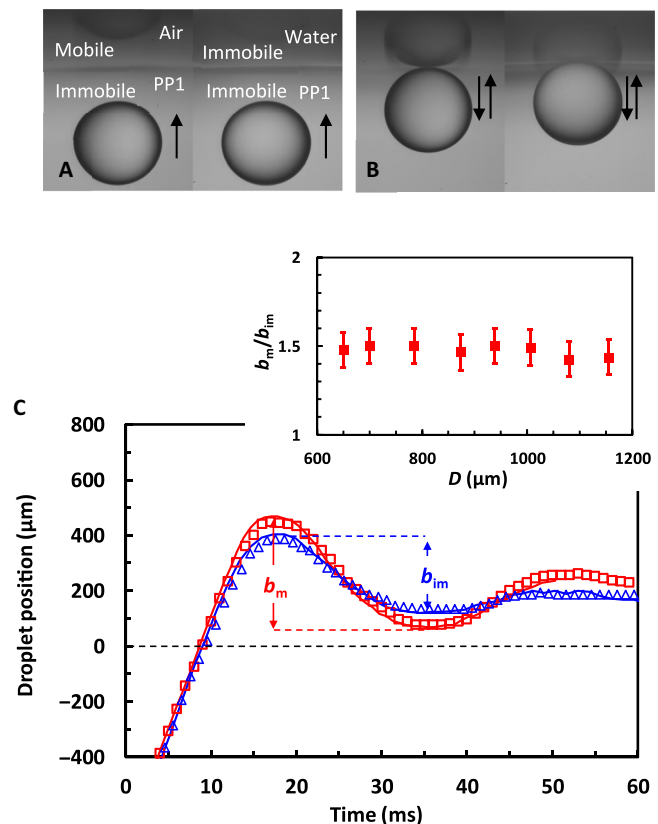 Mobile Air
Immobile PP1
A
Immobile Water
Immobile PP1
B
C
b_m/b_im
2
1.5
1
600 800 1000 1200
D (µm)
Droplet position (µm)
800
600
400
200
0
−200
−400
b_m
b_im
0 10 20 30 40 50 60
Time (ms)